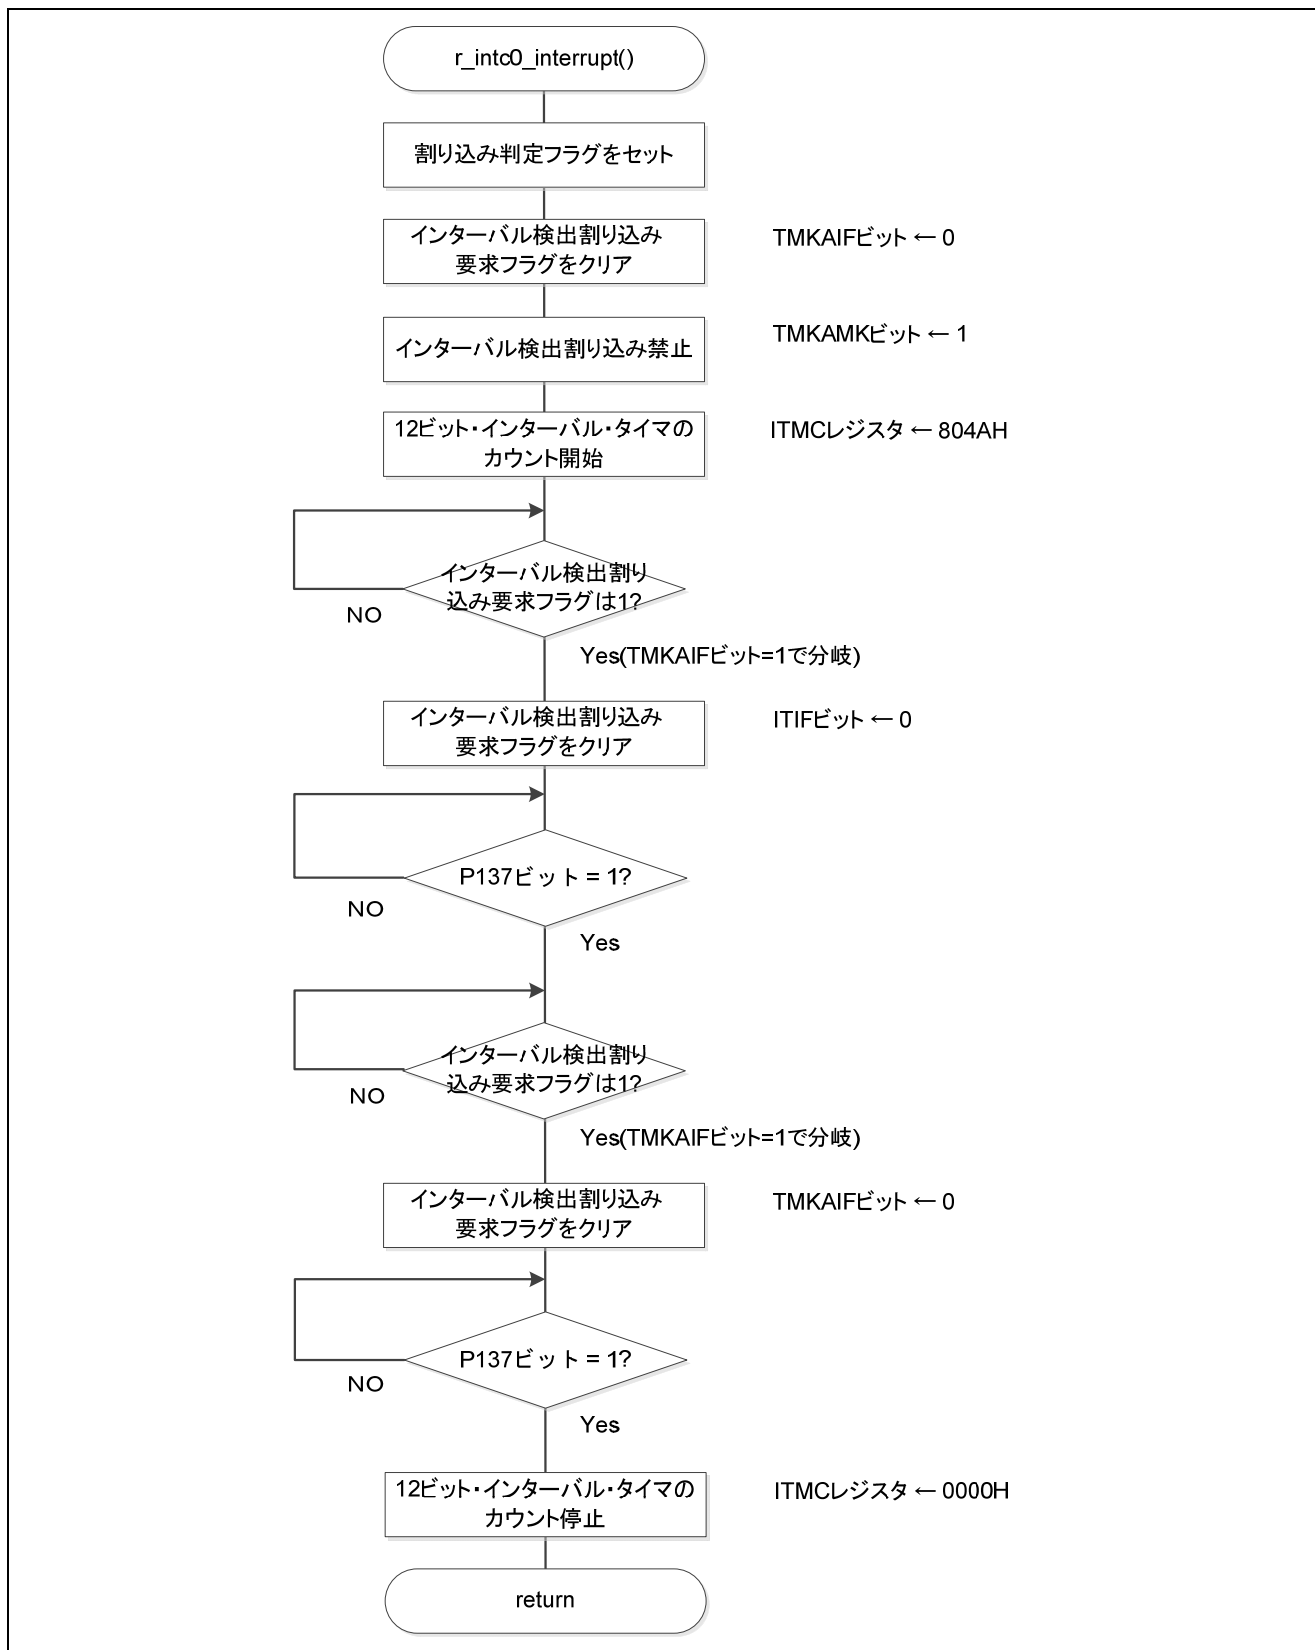 r_intc0_interrupt()
割り込み判定フラグをセット
インターバル検出割り込み
要求フラグをクリア
TMKAIFビット ← 0
インターバル検出割り込み禁止
TMKAMKビット ← 1
12ビット・インターバル・タイマの
カウント開始
ITMCレジスタ ← 804AH
インターバル検出割り
込み要求フラグは1?
NO
Yes(TMKAIFビット=1で分岐)
インターバル検出割り込み
要求フラグをクリア
ITIFビット ← 0
P137ビット = 1?
NO
Yes
インターバル検出割り
込み要求フラグは1?
NO
Yes(TMKAIFビット=1で分岐)
インターバル検出割り込み
要求フラグをクリア
TMKAIFビット ← 0
P137ビット = 1?
NO
Yes
12ビット・インターバル・タイマの
カウント停止
ITMCレジスタ ← 0000H
return